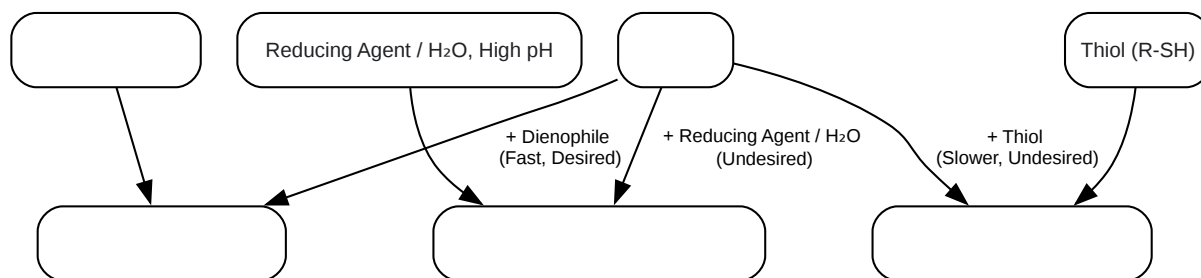 Reducing Agent / H₂O, High pH
Thiol (R-SH)
+ Dienophile
(Fast, Desired)
+ Reducing Agent / H₂O
(Undesired)
+ Thiol
(Slower, Undesired)